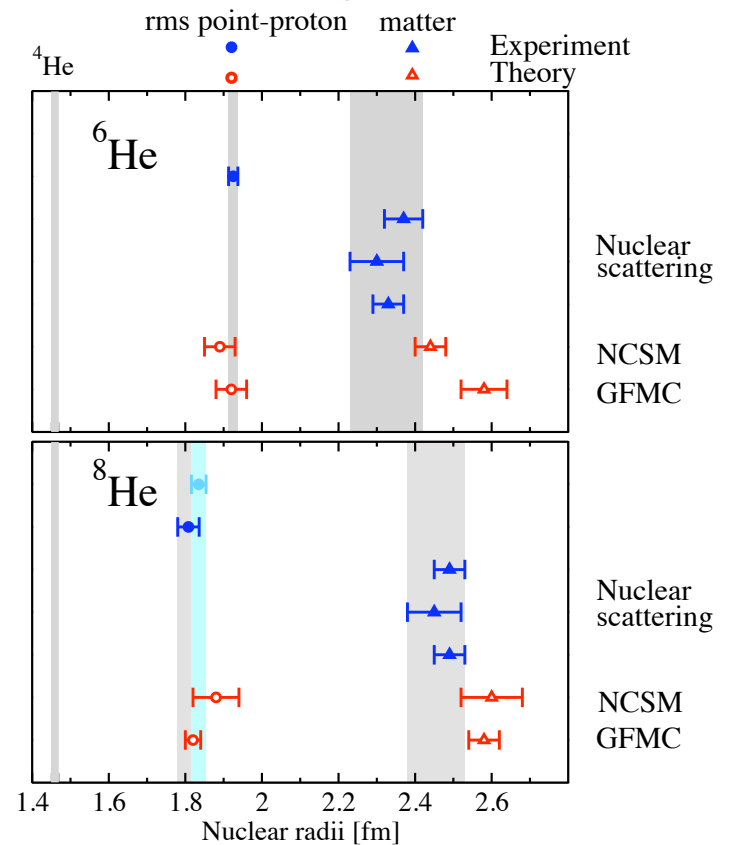 rms point-proton matter
Experiment
Theory
⁴He
⁶He
Nuclear
scattering
NCSM
GFMC
⁸He
Nuclear
scattering
NCSM
GFMC
1.4 1.6 1.8 2 2.2 2.4 2.6
Nuclear radii [fm]